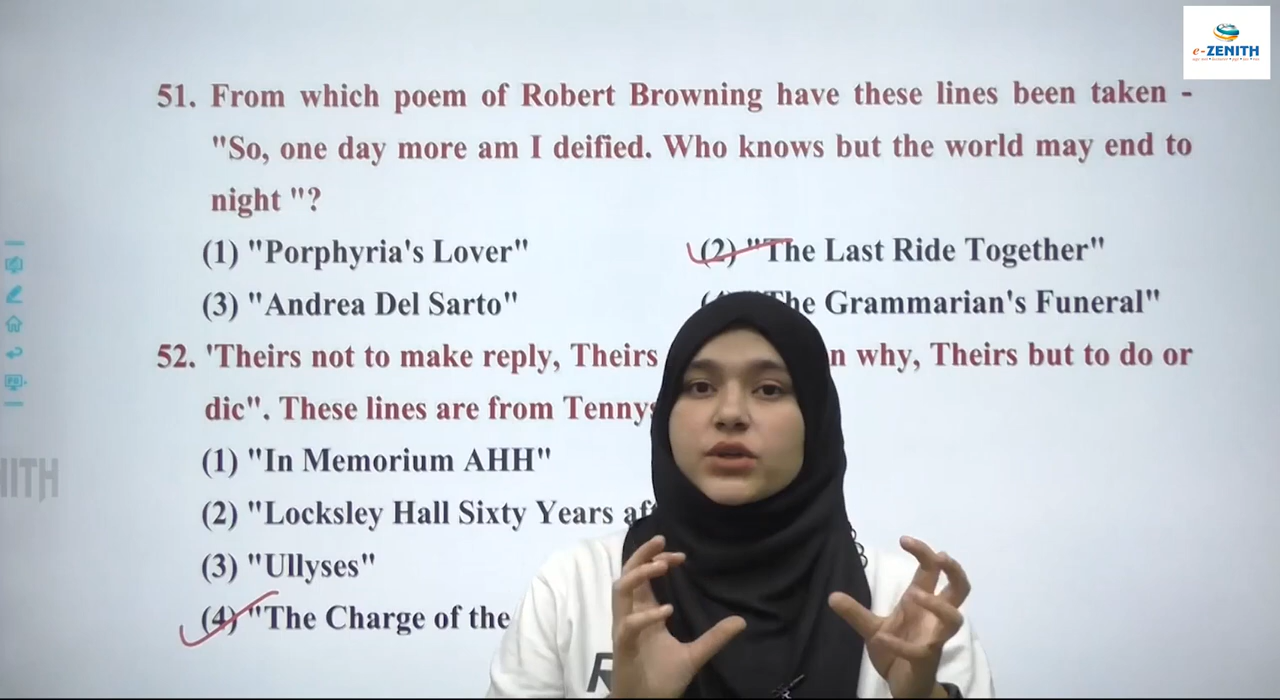 e-ZENITH
51. From which poem of Robert Browning have these lines been taken -
"So, one day more am I deified. Who knows but the world may end to
night "?
(1) "Porphyria's Lover"
(2) "The Last Ride Together"
(3) "Andrea Del Sarto"
The Grammarian's Funeral"
52. 'Theirs not to make reply, Theirs
why, Theirs but to do or
dic". These lines are from
(1) "In Memorium AHH"
(2) "Locksley Hall Sixty Years
(3) "Ullyses"
(4) "The Charge of the